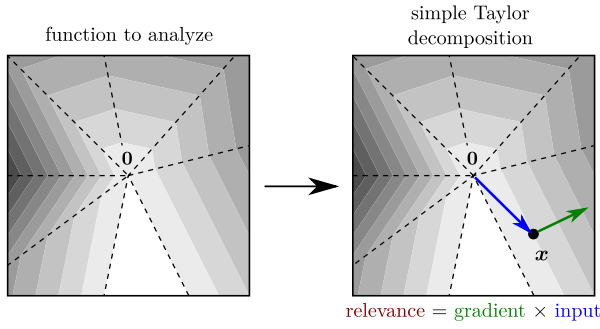 function to analyze
simple Taylor
decomposition
0
0
x
relevance = gradient × input